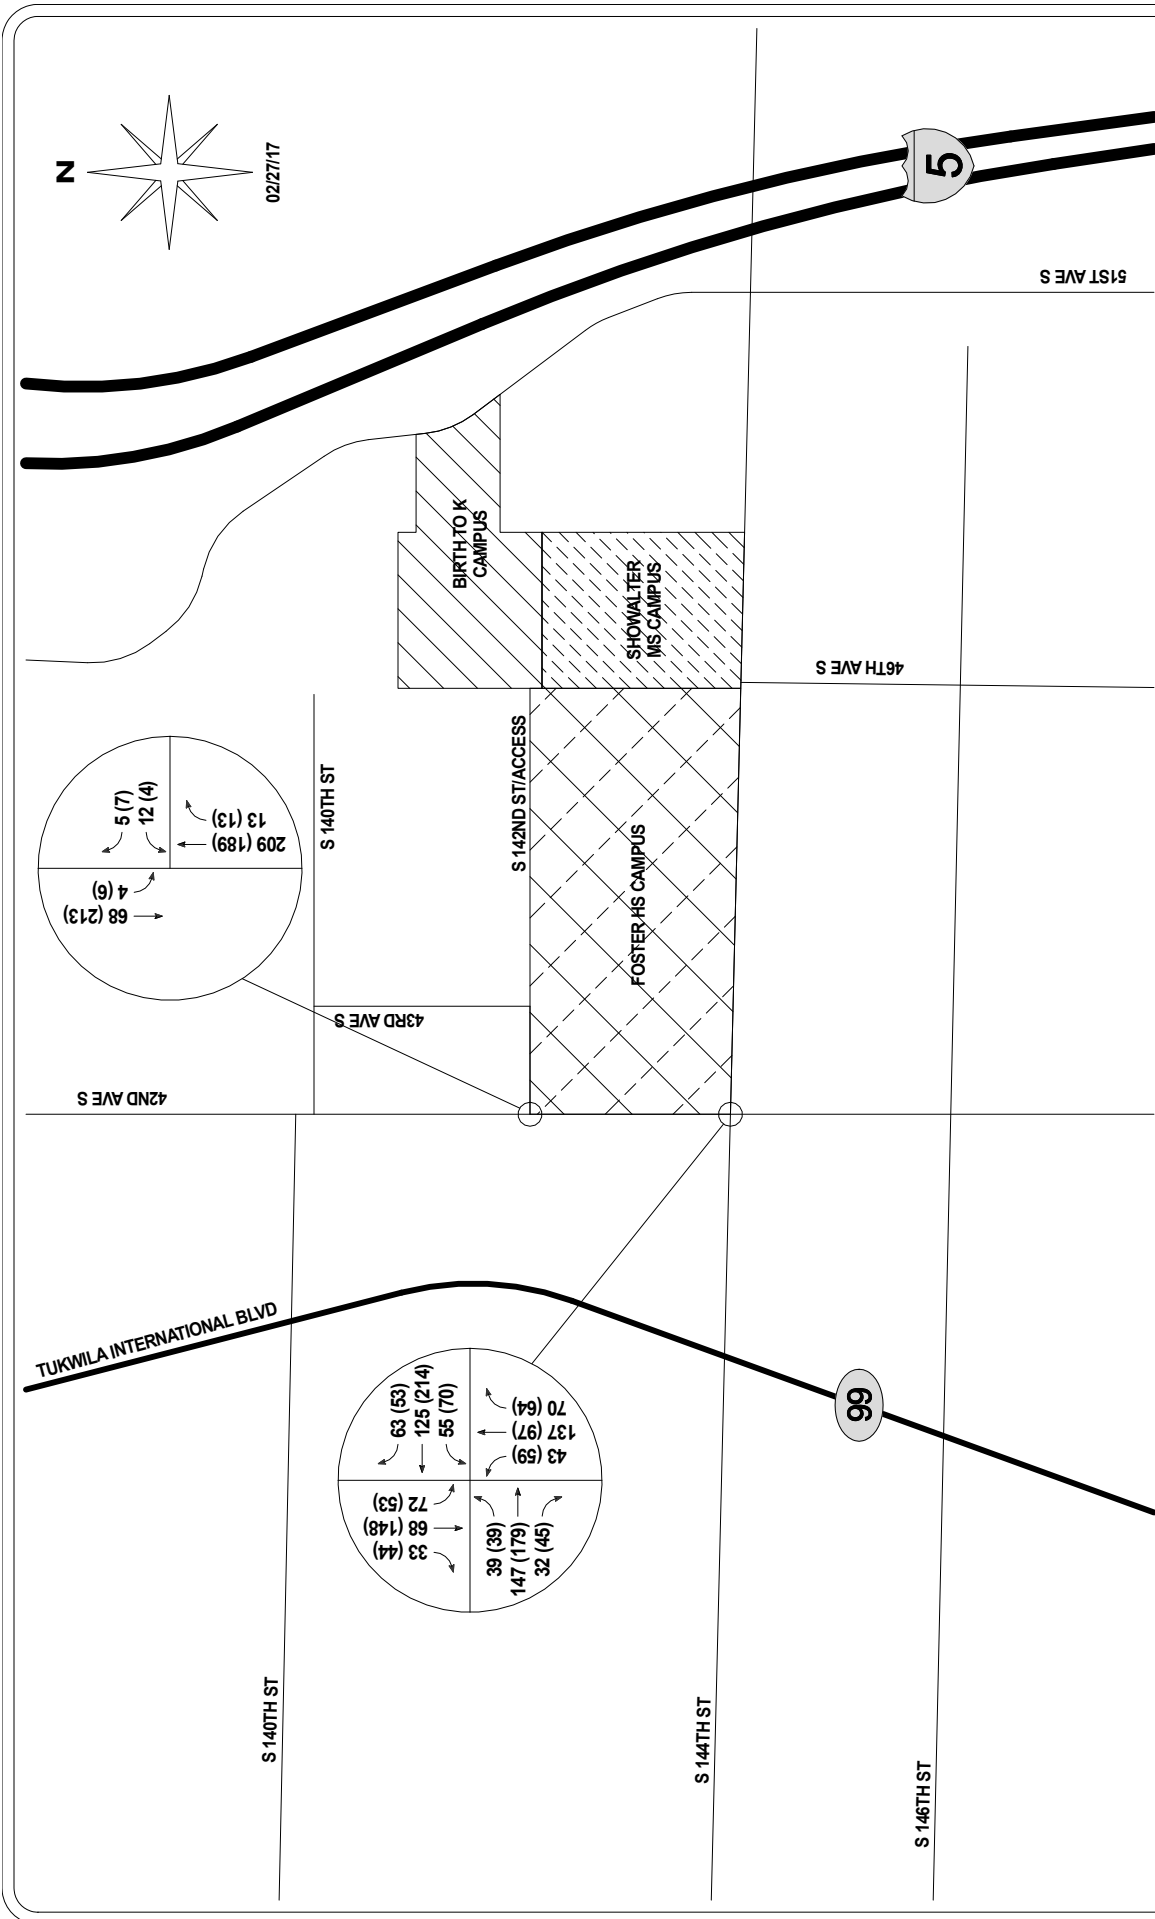 N
02/27/17
5
51ST AVE S
BIRTH TO K
CAMPUS
SHOWALTER
MS CAMPUS
46TH AVE S
5 (7)
12 (4)
13 (13)
209 (189)
4 (6)
68 (213)
S 140TH ST
S 142ND ST/ACCESS
FOSTER HS CAMPUS
43RD AVE S
42ND AVE S
TUKWILA INTERNATIONAL BLVD
63 (53)
125 (214)
55 (70)
70 (64)
137 (97)
43 (59)
72 (53)
68 (148)
33 (44)
39 (39)
147 (179)
32 (45)
99
S 140TH ST
S 144TH ST
S 146TH ST